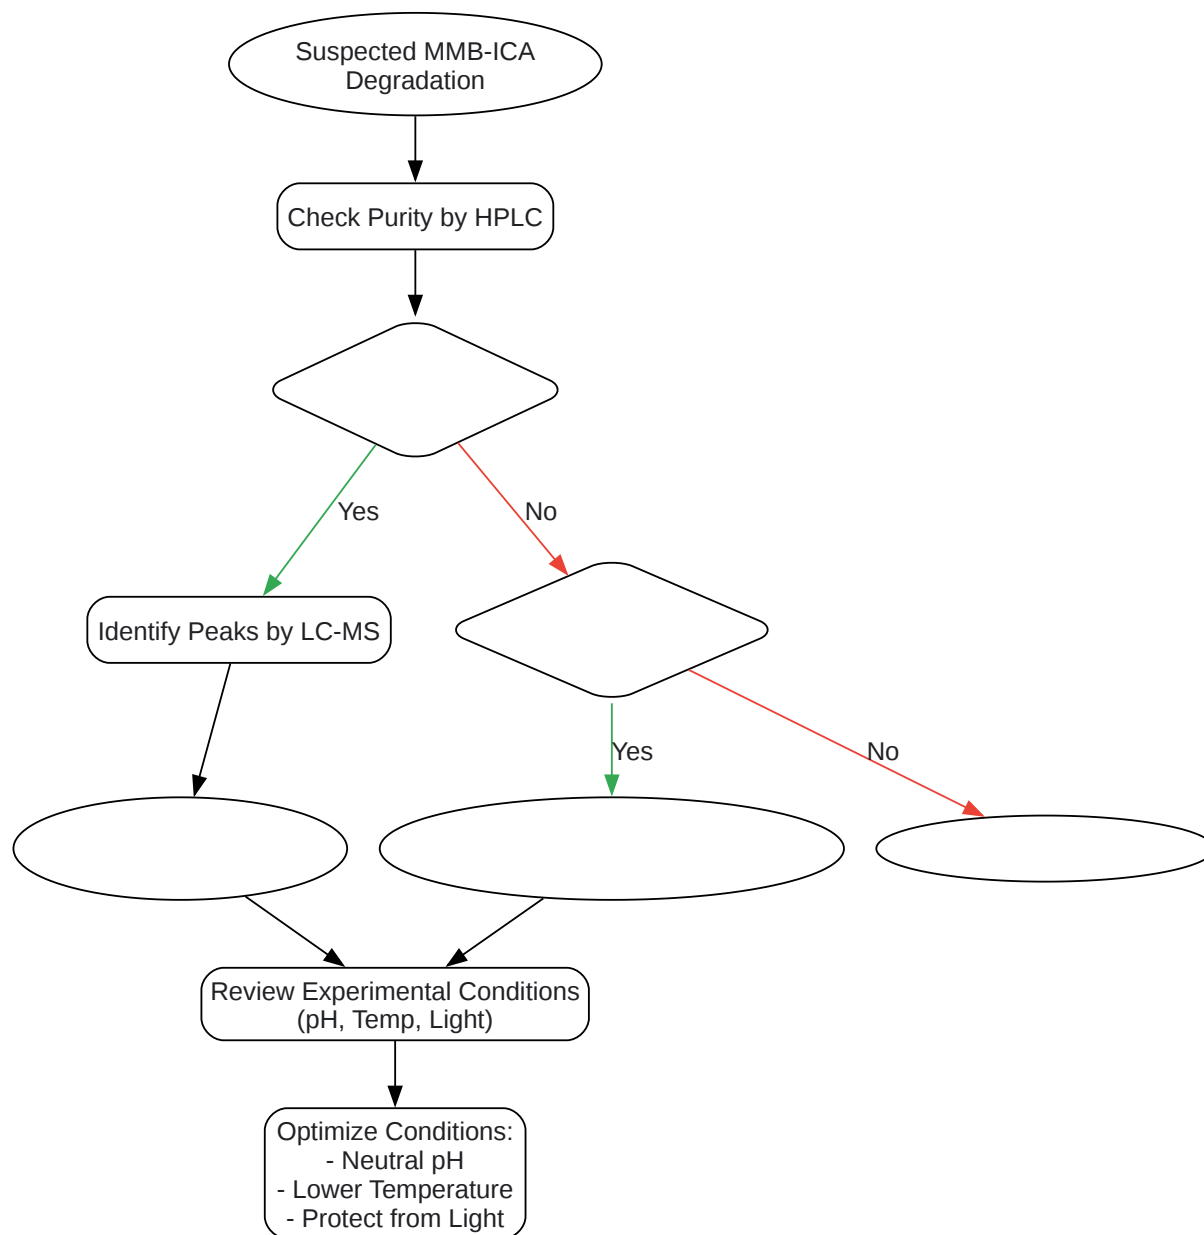 Suspected MMB-ICA
Degradation
Check Purity by HPLC
Yes
No
Identify Peaks by LC-MS
Yes
No
Review Experimental Conditions
(pH, Temp, Light)
Optimize Conditions:
- Neutral pH
- Lower Temperature
- Protect from Light